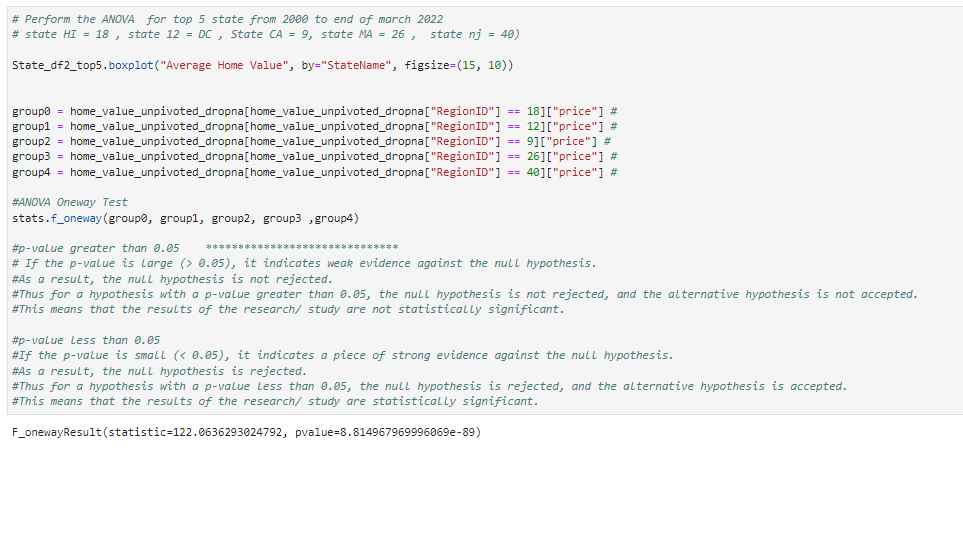 # Perform the ANOVA  for top 5 state from 2000 to end of march 2022
# state HI = 18 , state 12 = DC , State CA = 9, state MA = 26 ,  state nj = 40)
State_df2_top5.boxplot("Average Home Value", by="StateName", figsize=(15, 10))
group0 = home_value_unpivoted_dropna[home_value_unpivoted_dropna["RegionID"] == 18]["price"] #
group1 = home_value_unpivoted_dropna[home_value_unpivoted_dropna["RegionID"] == 12]["price"] #
group2 = home_value_unpivoted_dropna[home_value_unpivoted_dropna["RegionID"] == 9]["price"] #
group3 = home_value_unpivoted_dropna[home_value_unpivoted_dropna["RegionID"] == 26]["price"] #
group4 = home_value_unpivoted_dropna[home_value_unpivoted_dropna["RegionID"] == 40]["price"] #
#ANOVA Oneway Test
stats.f_oneway(group0, group1, group2, group3 ,group4)
#p-value greater than 0.05    ******************************
# If the p-value is large (> 0.05), it indicates weak evidence against the null hypothesis.
#As a result, the null hypothesis is not rejected.
#Thus for a hypothesis with a p-value greater than 0.05, the null hypothesis is not rejected, and the alternative hypothesis is not accepted.
#This means that the results of the research/ study are not statistically significant.
#p-value less than 0.05
#If the p-value is small (< 0.05), it indicates a piece of strong evidence against the null hypothesis.
#As a result, the null hypothesis is rejected.
#Thus for a hypothesis with a p-value less than 0.05, the null hypothesis is rejected, and the alternative hypothesis is accepted.
#This means that the results of the research/ study are statistically significant.
F_onewayResult(statistic=122.0636293024792, pvalue=8.814967969996069e-89)